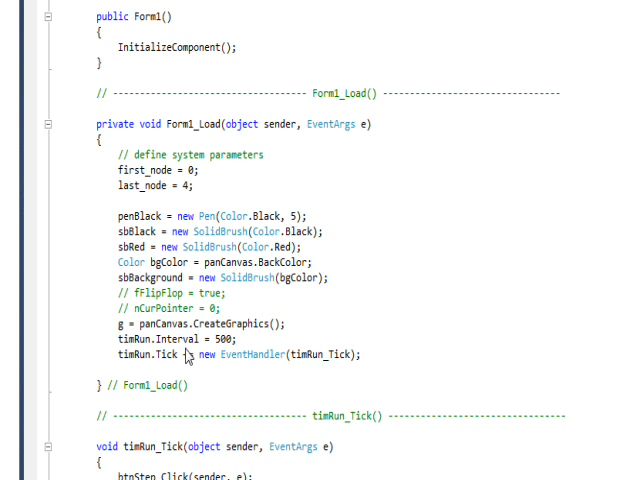 public Form1()
{
InitializeComponent();
}
// ------------------------------------ Form1_Load() ---------------------------------
private void Form1_Load(object sender, EventArgs e)
{
// define system parameters
first_node = 0;
last_node = 4;
penBlack = new Pen(Color.Black, 5);
sbBlack = new SolidBrush(Color.Black);
sbRed = new SolidBrush(Color.Red);
Color bgColor = panCanvas.BackColor;
sbBackground = new SolidBrush(bgColor);
// fFlipFlop = true;
// nCurPointer = 0;
g = panCanvas.CreateGraphics();
timRun.Interval = 500;
timRun.Tick new EventHandler(timRun_Tick);
} // Form1_Load()
// ------------------------------------ timRun_Tick() ---------------------------------
void timRun_Tick(object sender, EventArgs e)
{
btnStep_Click(sender, e);